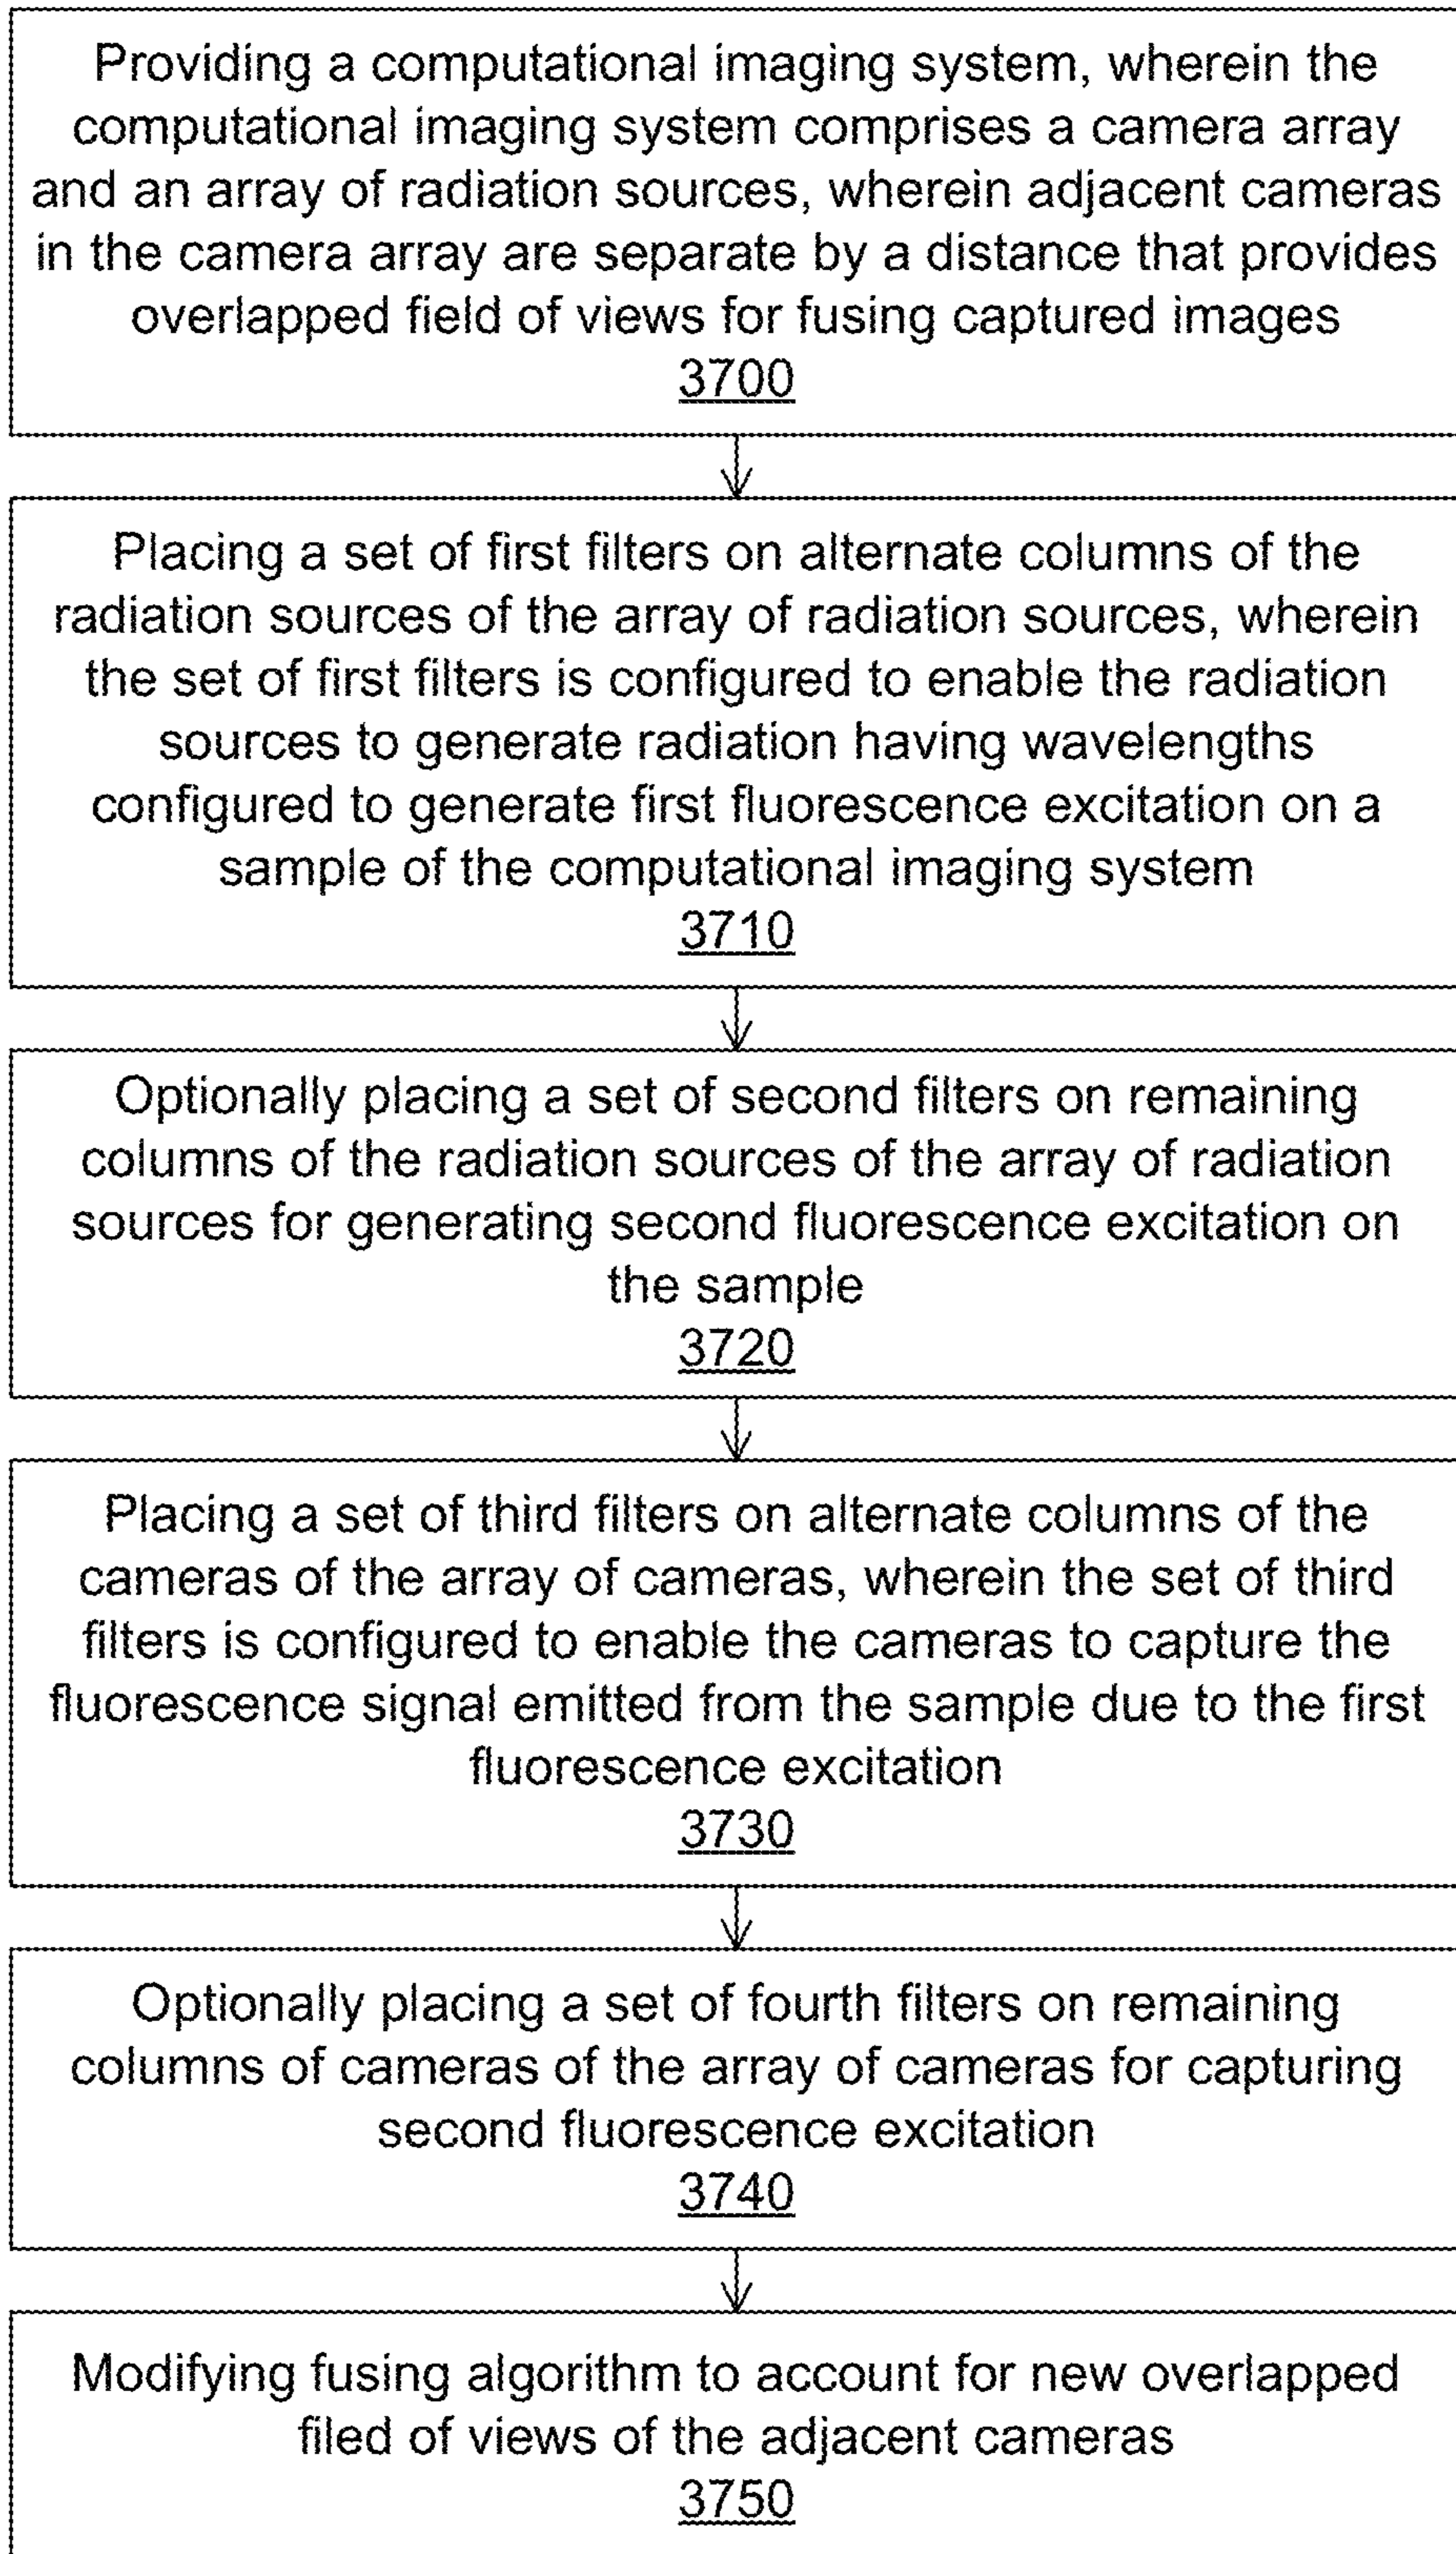 Providing a computational imaging system, wherein the
computational imaging system comprises a camera array
and an array of radiation sources, wherein adjacent cameras
in the camera array are separate by a distance that provides
overlapped field of views for fusing captured images
3700
Placing a set of first filters on alternate columns of the
radiation sources of the array of radiation sources, wherein
the set of first filters is configured to enable the radiation
sources to generate radiation having wavelengths
configured to generate first fluorescence excitation on a
sample of the computational imaging system
3710
Optionally placing a set of second filters on remaining
columns of the radiation sources of the array of radiation
sources for generating second fluorescence excitation on
the sample
3720
Placing a set of third filters on alternate columns of the
cameras of the array of cameras, wherein the set of third
filters is configured to enable the cameras to capture the
fluorescence signal emitted from the sample due to the first
fluorescence excitation
3730
Optionally placing a set of fourth filters on remaining
columns of cameras of the array of cameras for capturing
second fluorescence excitation
3740
Modifying fusing algorithm to account for new overlapped
filed of views of the adjacent cameras
3750